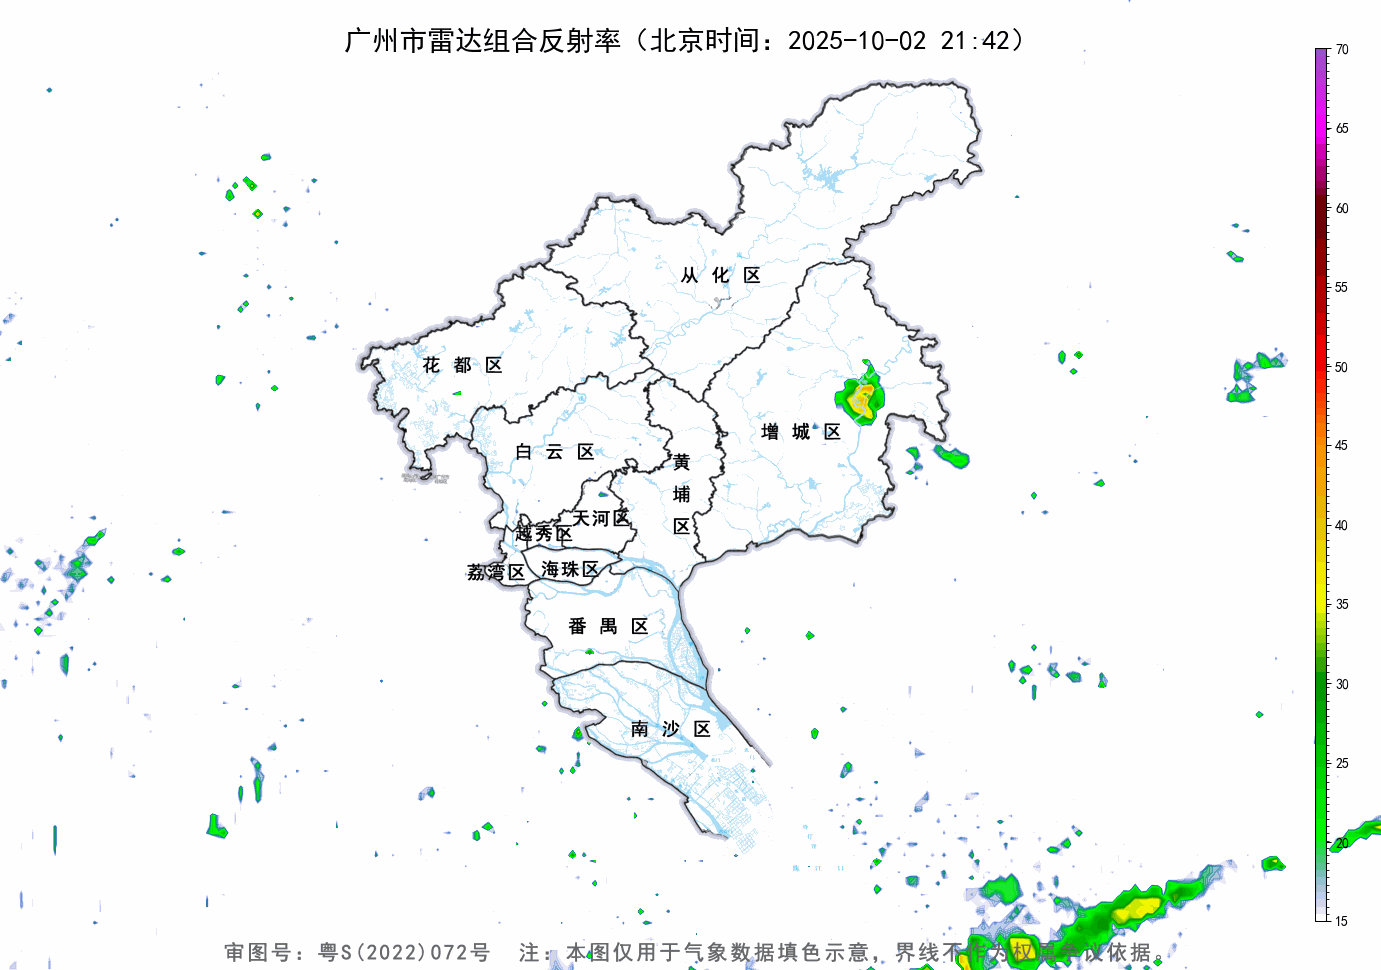 广州市雷达组合反射率（北京时间：2025-10-02 21:42）
70
65
60
55
50
45
40
35
30
25
20
15
从化区
花都区
增城区
白云区
黄埔区
天河区
越秀区
荔湾区
海珠区
番禺区
南沙区
审图号：粤S(2022)072号 注：本图仅用于气象数据填色示意，界线不作为权属争议依据。